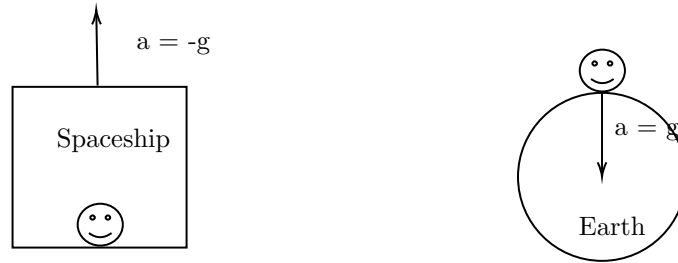 a = -g
Spaceship
a = g
Earth